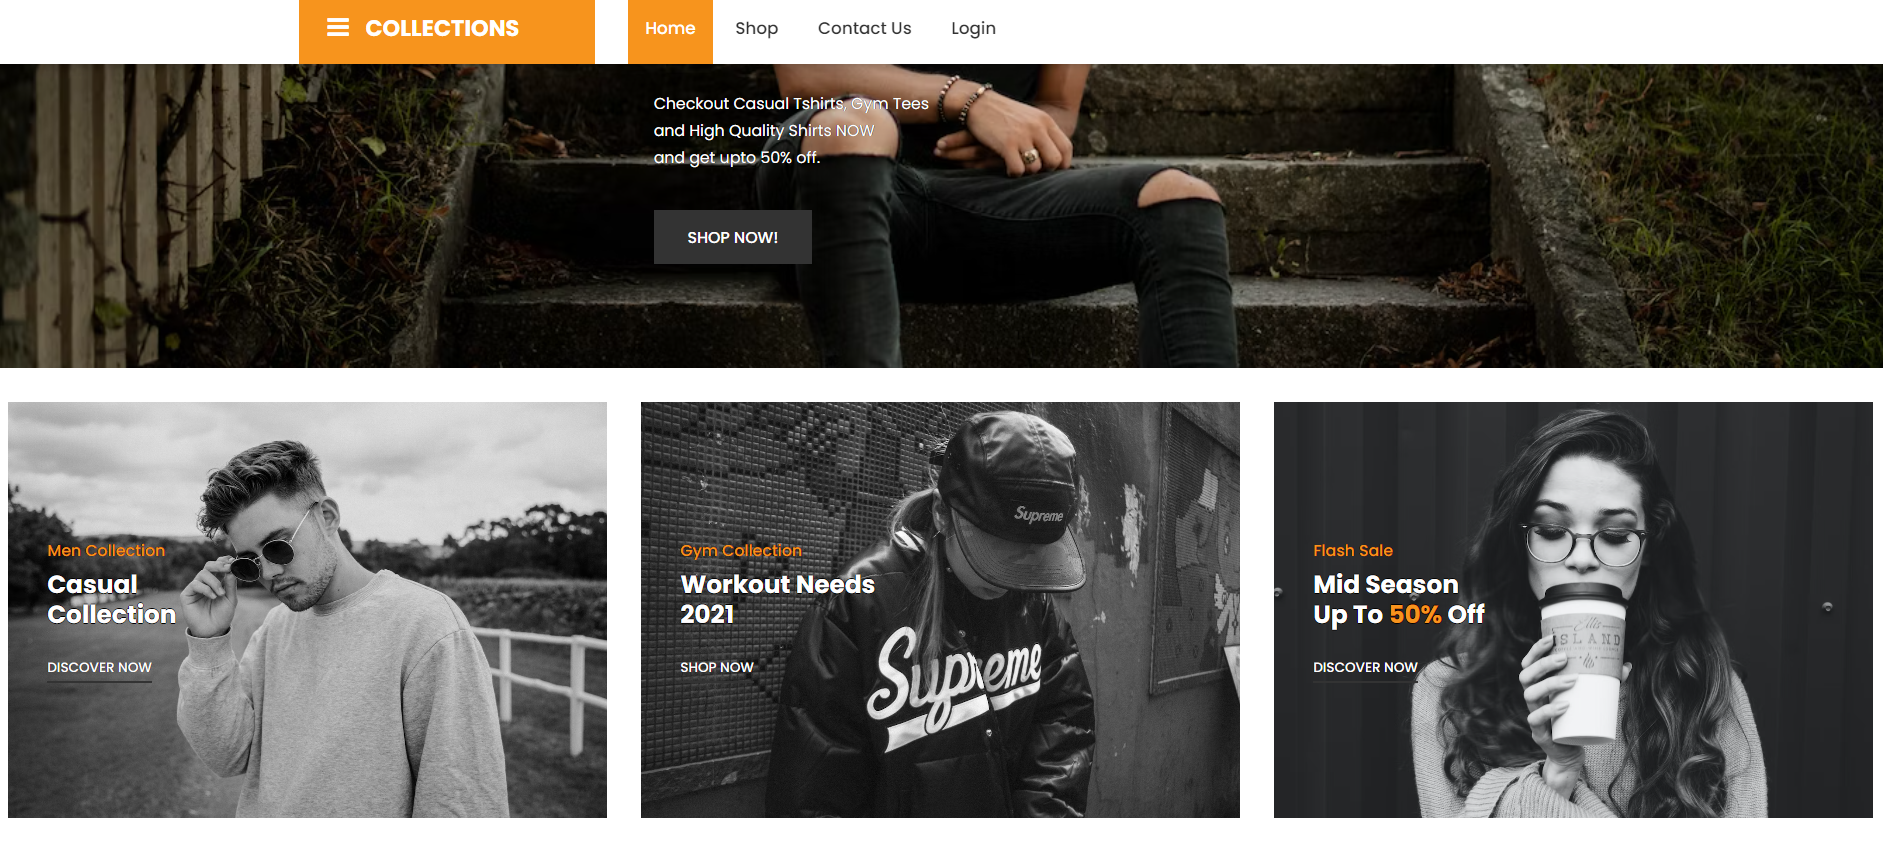 COLLECTIONS
Home
Shop
Contact Us
Login
Checkout Casual Tshirts, Gym Tees
and High Quality Shirts NOW
and get upto 50% off.
SHOP NOW!
Men Collection
Casual
Collection
DISCOVER NOW
Supreme
Gym Collection
Workout Needs
2021
Supreme
SHOP NOW
Flash Sale
Mid Season
Up To 50% Off
Ellis
ISLAND
DISCOVER NOW